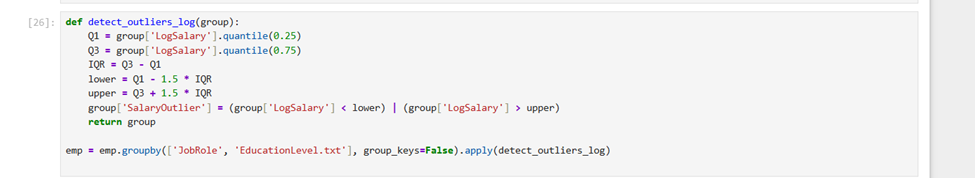 [26]: def detect_outliers_log(group):
    Q1 = group['LogSalary'].quantile(0.25)
    Q3 = group['LogSalary'].quantile(0.75)
    IQR = Q3 - Q1
    lower = Q1 - 1.5 * IQR
    upper = Q3 + 1.5 * IQR
    group['SalaryOutlier'] = (group['LogSalary'] < lower) | (group['LogSalary'] > upper)
    return group
emp = emp.groupby(['JobRole', 'EducationLevel.txt'], group_keys=False).apply(detect_outliers_log)